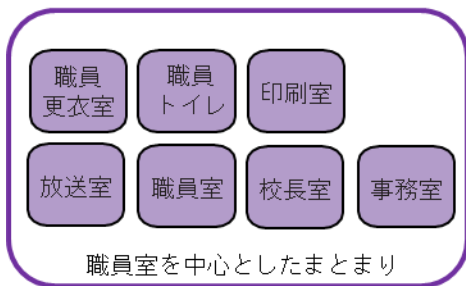 職員
更衣室
職員
トイレ
印刷室
放送室
職員室
校長室
事務室
職員室を中心としたまとまり